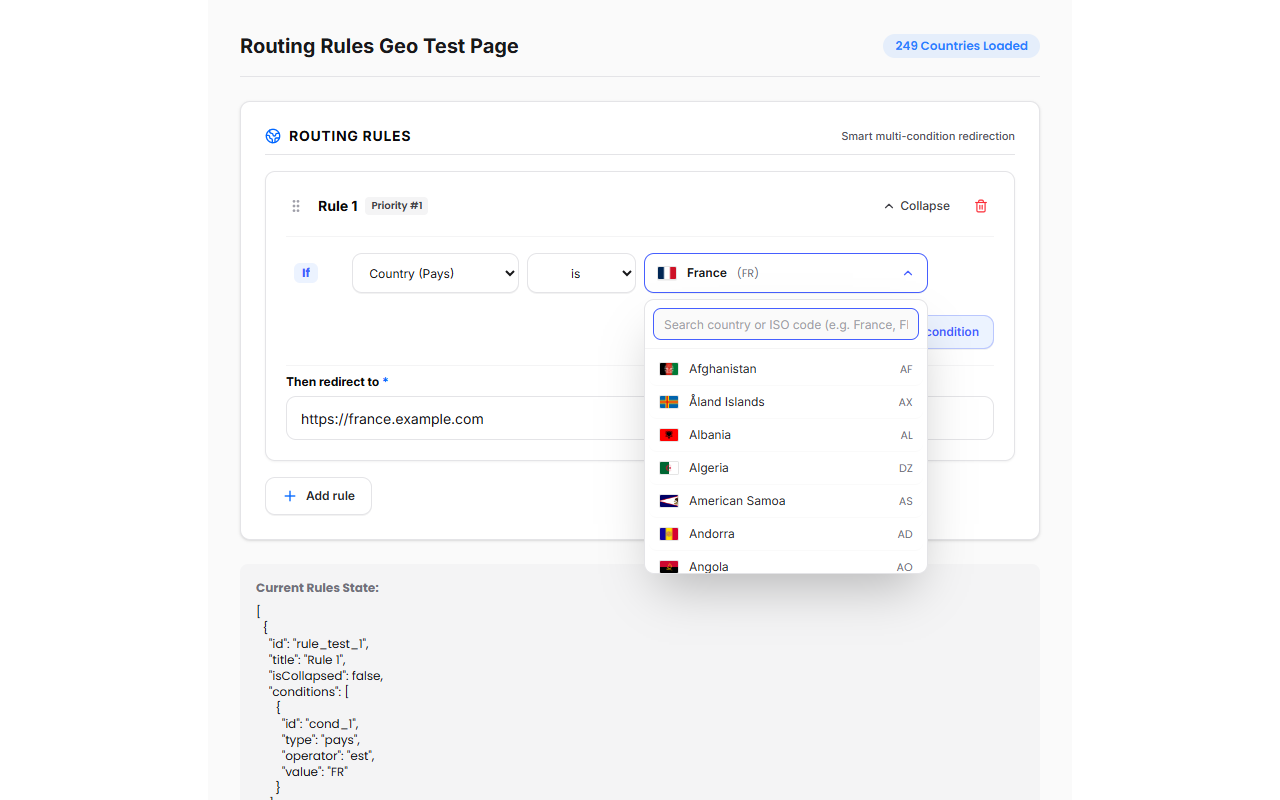 Routing Rules Geo Test Page
249 Countries Loaded
ROUTING RULES
Smart multi-condition redirection
Rule 1
Priority #1
Collapse
If
Country (Pays)
is
France (FR)
Search country or ISO code (e.g. France, F
condition
Afghanistan AF
Åland Islands AX
Albania AL
Algeria DZ
American Samoa AS
Andorra AD
Angola AO
Then redirect to *
https://france.example.com
Add rule
Current Rules State:
[
{
"id": "rule_test_1",
"title": "Rule 1",
"isCollapsed": false,
"conditions": [
{
"id": "cond_1",
"type": "pays",
"operator": "est",
"value": "FR"
}